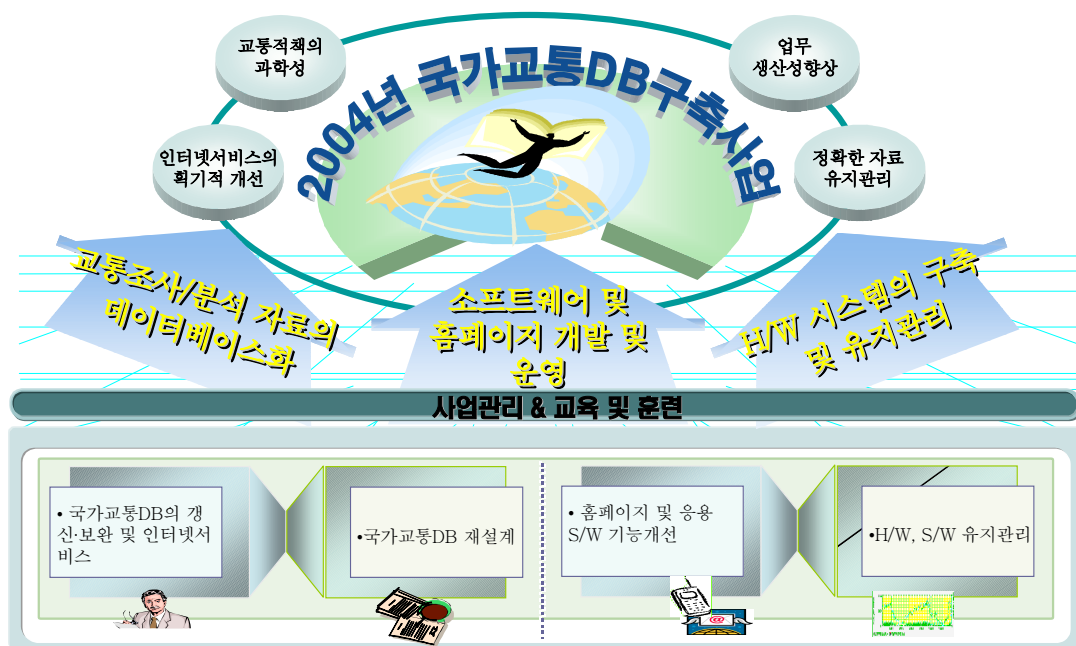 2004년 국가교통DB구축사업
교통적책의
과학성
업무
생산성향상
인터넷서비스의
획기적 개선
정확한 자료
유지관리
교통조사/분석 자료의
데이터베이스화
소프트웨어 및
홈페이지 개발 및
운영
H/W 시스템의 구축
및 유지관리
사업관리 & 교육 및 훈련
• 국가교통DB의 갱
신·보완 및 인터넷서
비스
•국가교통DB 재설계
• 홈페이지 및 응용
S/W 기능개선
•H/W, S/W 유지관리
@